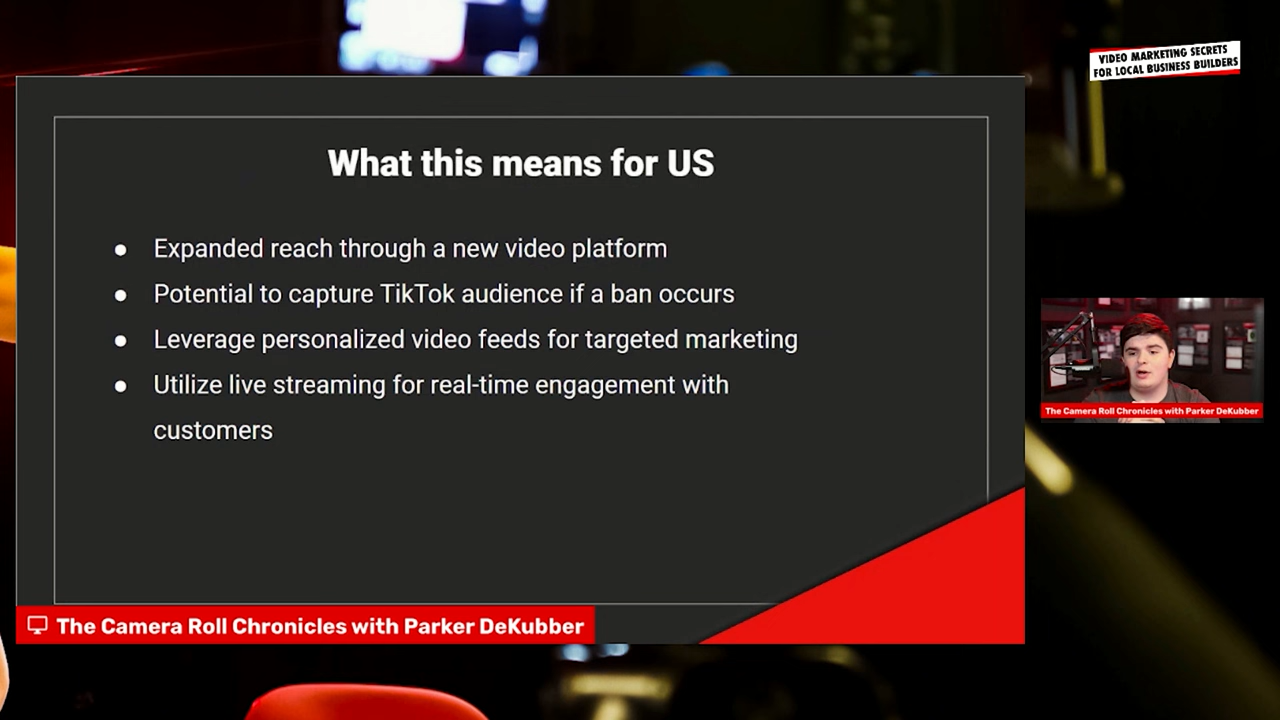 VIDEO MARKETING SECRETS
FOR LOCAL BUSINESS BUILDERS
What this means for US
● Expanded reach through a new video platform
● Potential to capture TikTok audience if a ban occurs
● Leverage personalized video feeds for targeted marketing
● Utilize live streaming for real-time engagement with
customers
The Camera Roll Chronicles with Parker DeKubber
The Camera Roll Chronicles with Parker DeKubber